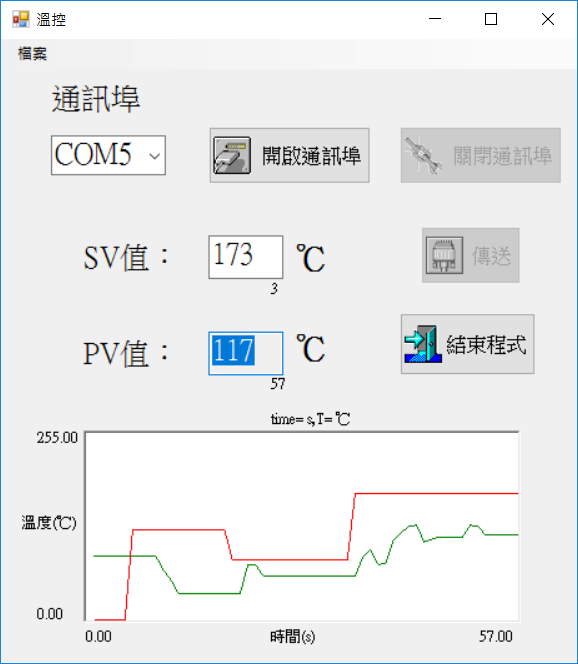 溫控
檔案
通訊埠
COM5
開啟通訊埠
關閉通訊埠
SV值：
173
℃
3
傳送
PV值：
117
℃
57
結束程式
time= s,T= ℃
255.00
溫度(℃)
0.00
0.00
時間(s)
57.00